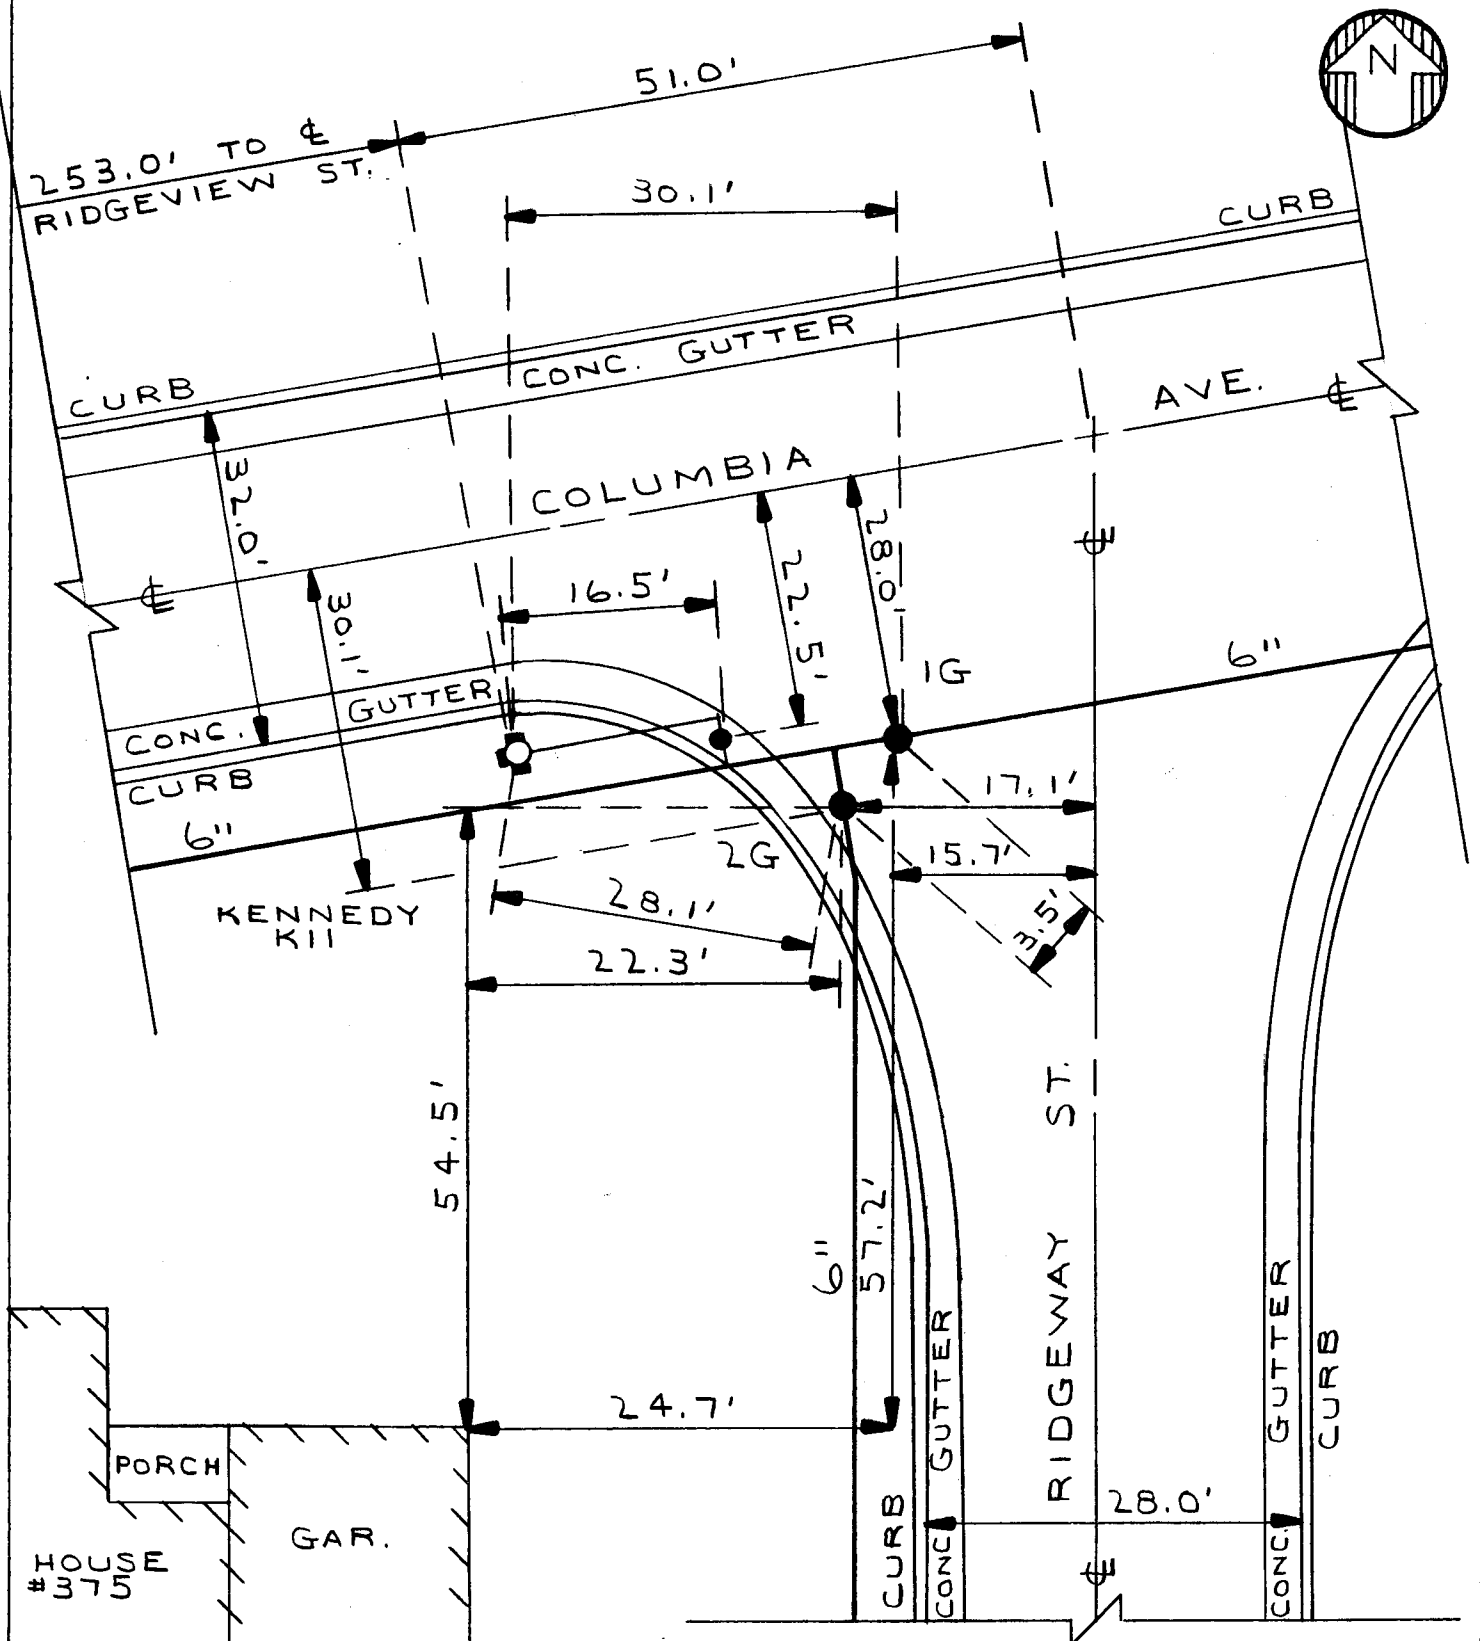 N
51.0'
253.0' TO ℄
RIDGEVIEW ST.
30.1'
CURB
CONC. GUTTER
CURB
AVE.
℄
COLUMBIA
32.0'
28.0'
22.5'
℄
℄
16.5'
30.1'
1G
6"
GUTTER
CONC.
CURB
17.1'
6"
2G
15.7'
28.1'
3.5'
KENNEDY
K11
22.3'
54.5'
57.2'
6"
RIDGEWAY ST.
24.7'
CONC GUTTER
CURB
CONC. GUTTER
CURB
PORCH
28.0'
GAR.
HOUSE
#375
℄